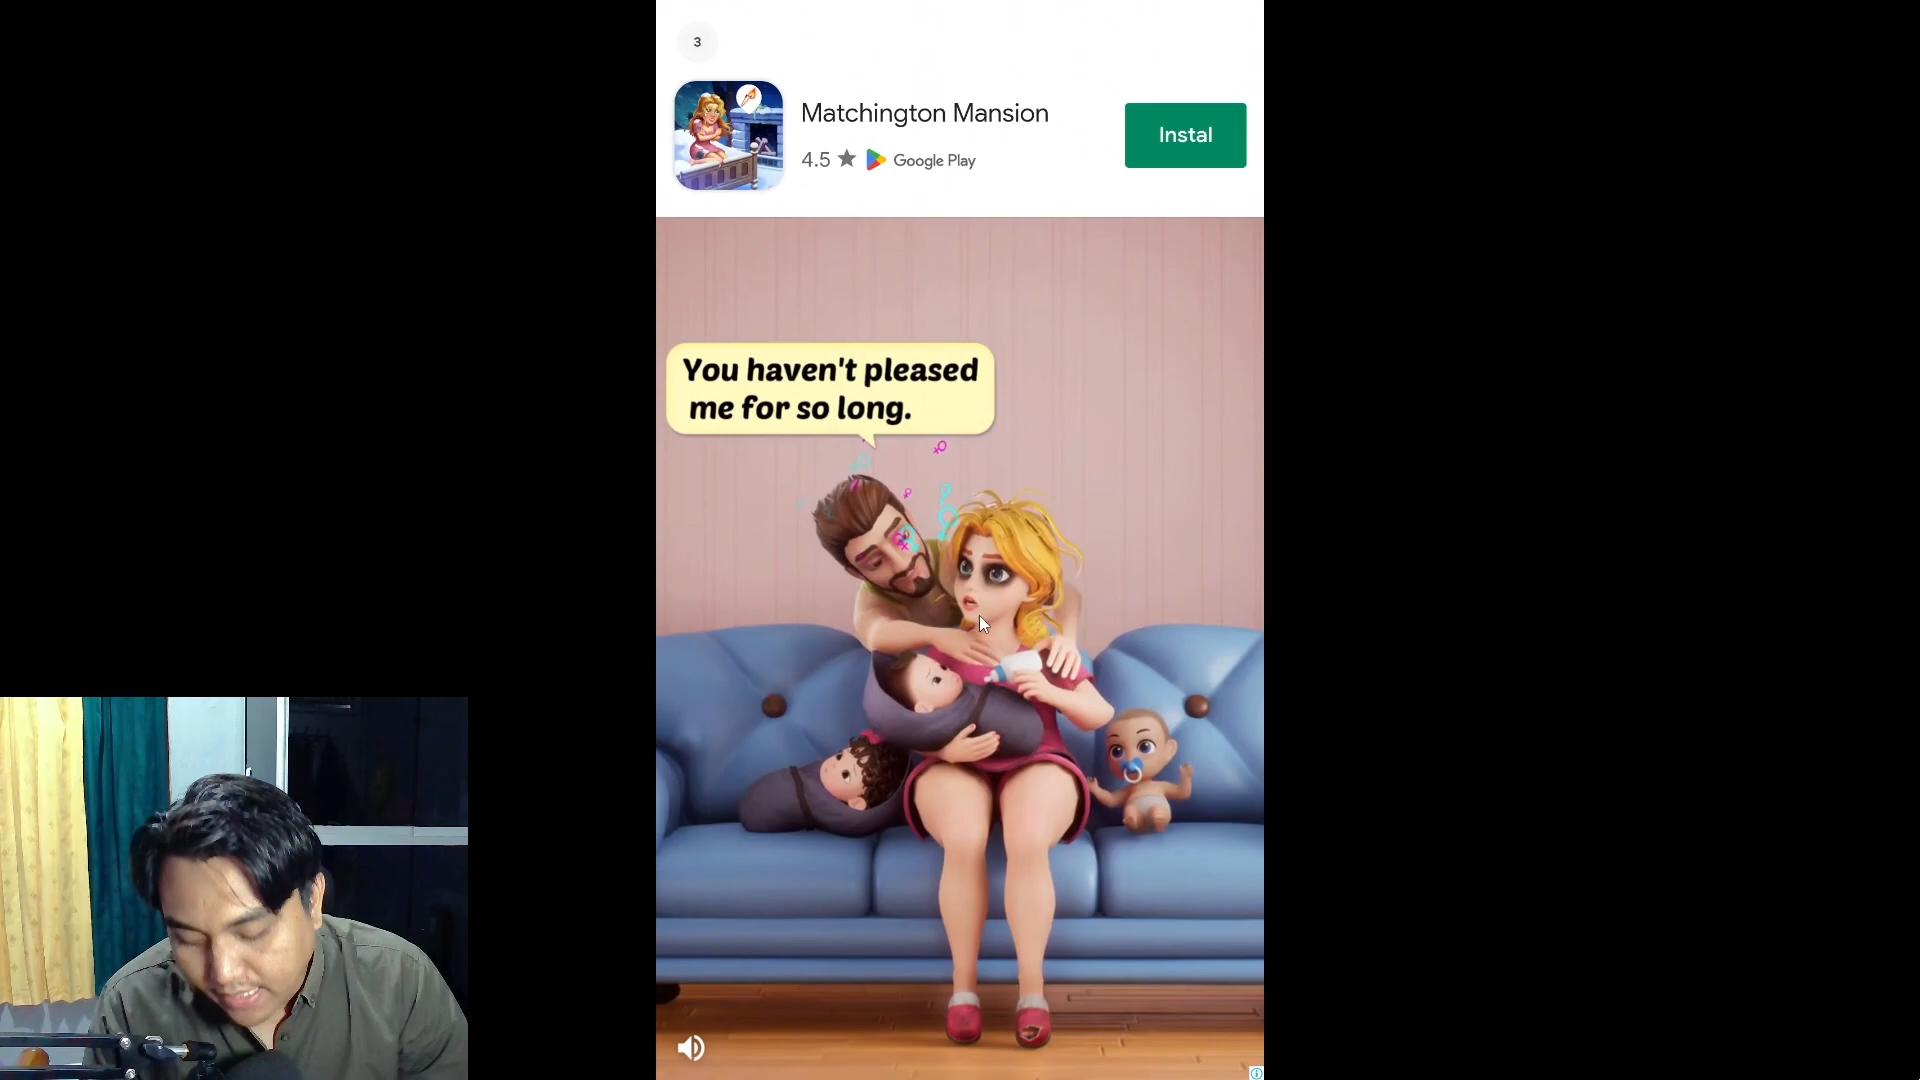 3
Matchington Mansion
4.5 ★ Google Play
Instal
You haven't pleased
me for so long.